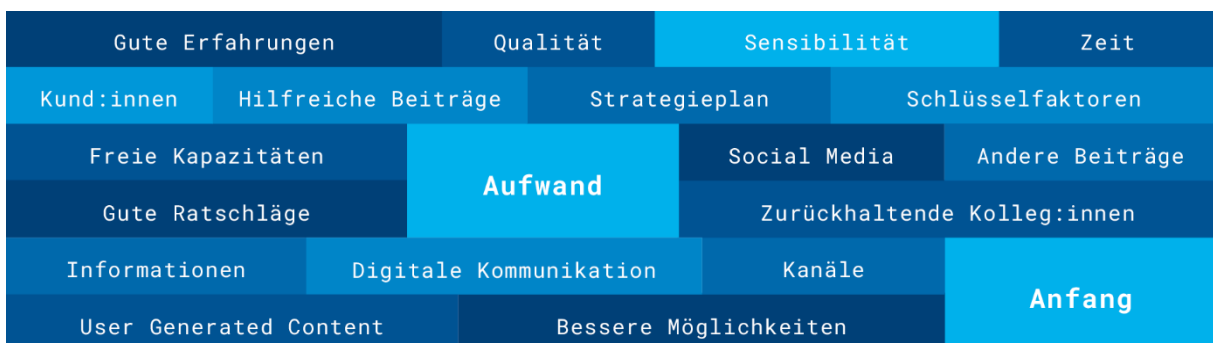 Gute Erfahrungen Qualität Sensibilität Zeit
Kund:innen Hilfreiche Beiträge Strategieplan Schlüsselfaktoren
Freie Kapazitäten Social Media Andere Beiträge
Aufwand
Gute Ratschläge Zurückhaltende Kolleg:innen
Informationen Digitale Kommunikation Kanäle
Anfang
User Generated Content Bessere Möglichkeiten